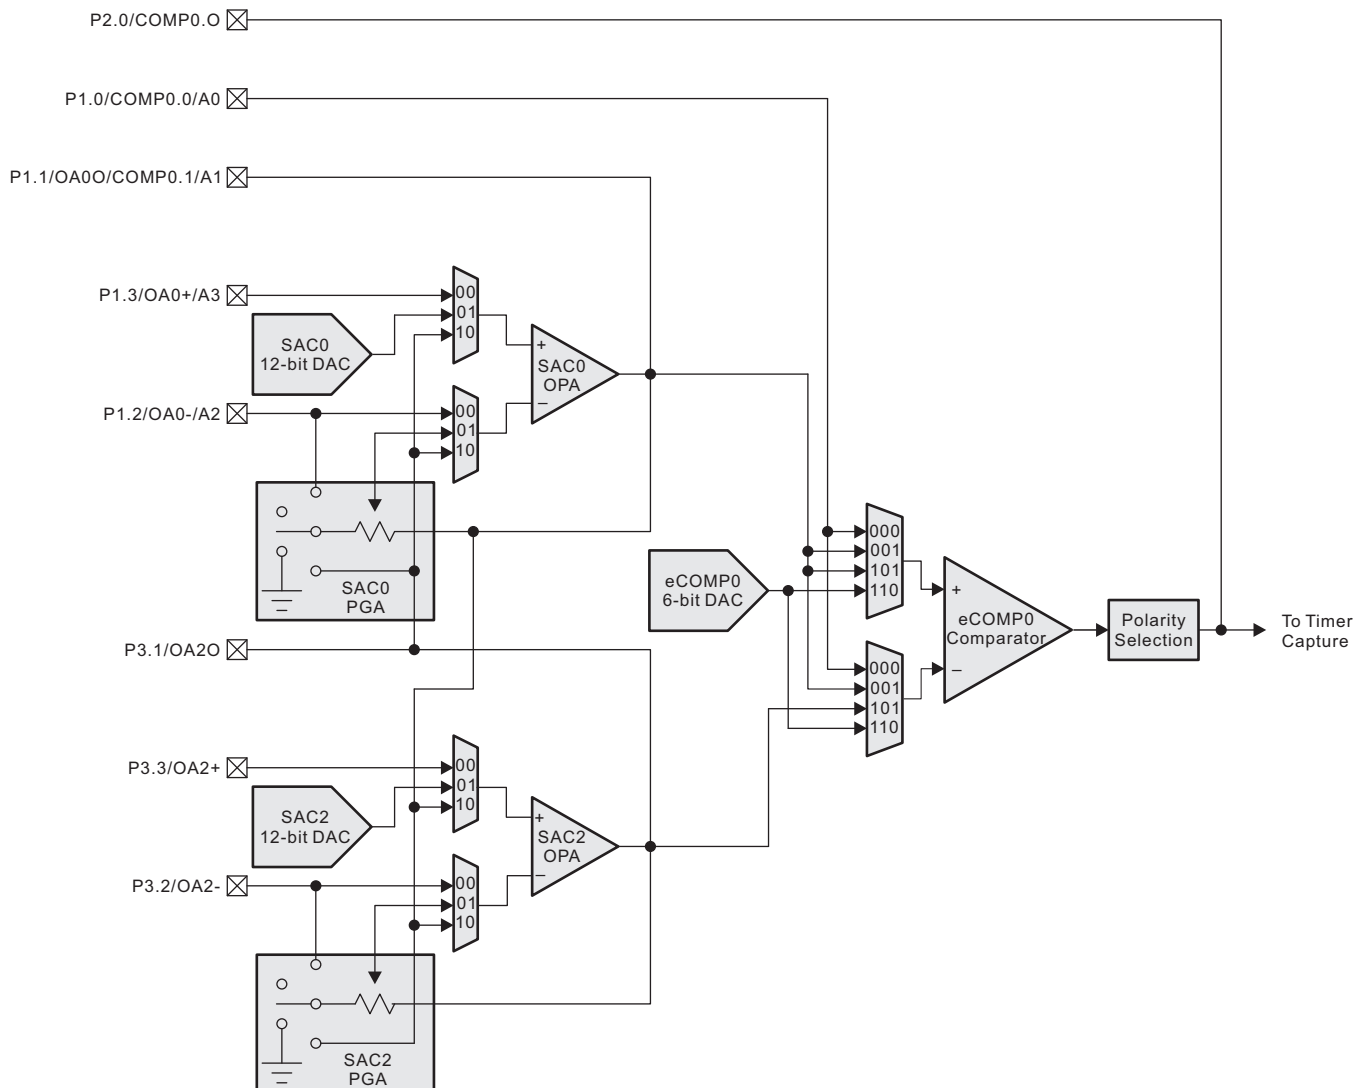 P2.0/COMP0.O
P1.0/COMP0.0/A0
P1.1/OA0O/COMP0.1/A1
P1.3/OA0+/A3
00
01
10
SAC0
12-bit DAC
+
SAC0
OPA
–
P1.2/OA0-/A2
00
01
10
SAC0
PGA
eCOMP0
6-bit DAC
000
001
101
110
+
eCOMP0
Comparator
–
Polarity
Selection
To Timer
Capture
000
001
101
110
P3.1/OA2O
P3.3/OA2+
00
01
10
SAC2
12-bit DAC
+
SAC2
OPA
–
P3.2/OA2-
00
01
10
SAC2
PGA